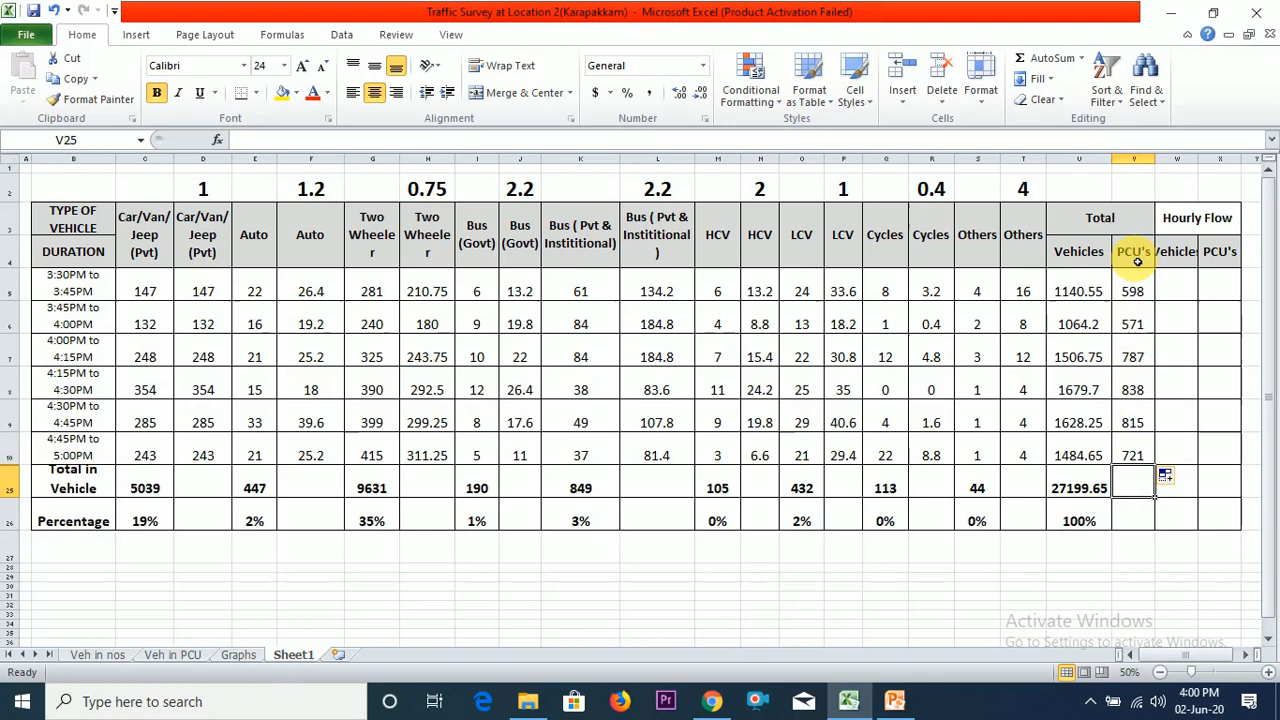 Traffic Survey at Location 2(Karapakkam) - Microsoft Excel (Product Activation Failed)
File Home Insert Page Layout Formulas Data Review View
Cut
Copy
Format Painter
Paste
Clipboard
Calibri 24
B I U
Font
Wrap Text
Merge & Center
Alignment
General
$ % ,
Number
Conditional Formatting
Format as Table
Cell Styles
Styles
Insert Delete Format
Cells
AutoSum
Fill
Clear
Sort & Filter
Find & Select
Editing
V25 fx
A B C D E F G H I J K L M N O P Q R S T U V W X Y
1 1.2 0.75 2.2 2.2 2 1 0.4 4
TYPE OF VEHICLE Car/Van/ Jeep (Pvt) Car/Van/ Jeep (Pvt) Auto Auto Two Wheeler Two Wheeler Bus (Govt) Bus (Govt) Bus ( Pvt & Instititional) Bus ( Pvt & Instititional) HCV HCV LCV LCV Cycles Cycles Others Others Total Hourly Flow
DURATION Vehicles PCU's Vehicles PCU's
3:30PM to 3:45PM 147 147 22 26.4 281 210.75 6 13.2 61 134.2 6 13.2 24 33.6 8 3.2 4 16 1140.55 598
3:45PM to 4:00PM 132 132 16 19.2 240 180 9 19.8 84 184.8 4 8.8 13 18.2 1 0.4 2 8 1064.2 571
4:00PM to 4:15PM 248 248 21 25.2 325 243.75 10 22 84 184.8 7 15.4 22 30.8 12 4.8 3 12 1506.75 787
4:15PM to 4:30PM 354 354 15 18 390 292.5 12 26.4 38 83.6 11 24.2 25 35 0 0 1 4 1679.7 838
4:30PM to 4:45PM 285 285 33 39.6 399 299.25 8 17.6 49 107.8 9 19.8 29 40.6 4 1.6 1 4 1628.25 815
4:45PM to 5:00PM 243 243 21 25.2 415 311.25 5 11 37 81.4 3 6.6 21 29.4 22 8.8 1 4 1484.65 721
Total in Vehicle 5039 447 9631 190 849 105 432 113 44 27199.65
Percentage 19% 2% 35% 1% 3% 0% 2% 0% 0% 100%
Activate Windows
Go to Settings to activate Windows.
Veh in nos Veh in PCU Graphs Sheet1
Ready 50%
Type here to search
4:00 PM
02-Jun-20